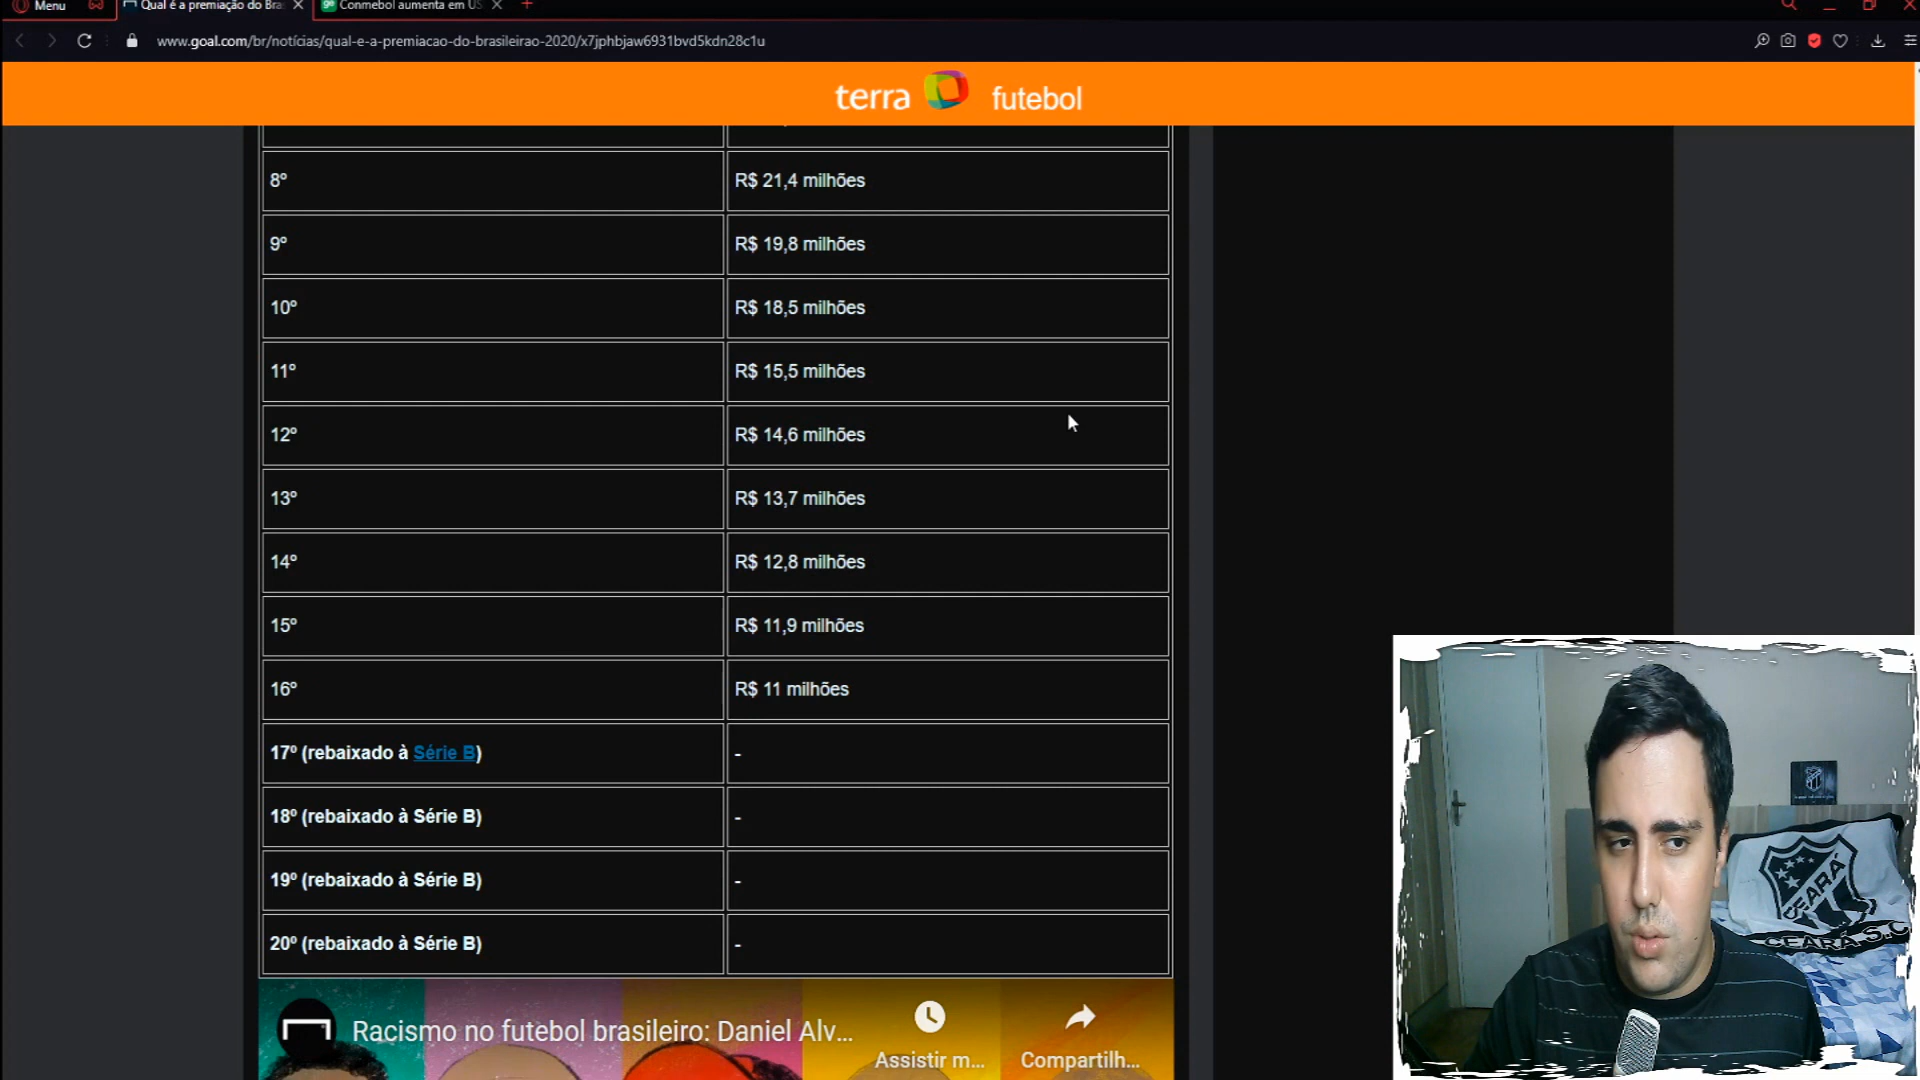 Menu
Qual é a premiação do Bra
Conmebol aumenta em US
www.goal.com/br/notícias/qual-e-a-premiacao-do-brasileirao-2020/x7jphbjaw6931bvd5kdn28c1u
terra futebol
8º R$ 21,4 milhões
9º R$ 19,8 milhões
10º R$ 18,5 milhões
11º R$ 15,5 milhões
12º R$ 14,6 milhões
13º R$ 13,7 milhões
14º R$ 12,8 milhões
15º R$ 11,9 milhões
16º R$ 11 milhões
17º (rebaixado à Série B) -
18º (rebaixado à Série B) -
19º (rebaixado à Série B) -
20º (rebaixado à Série B) -
Racismo no futebol brasileiro: Daniel Alv...
Assistir m...
Compartilh...
CEARÁ
CEARÁ S.C